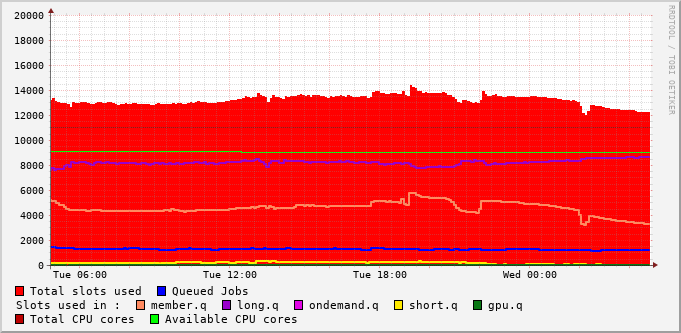 RRDTOOL / TOBI OETIKER
20000
18000
16000
14000
12000
10000
8000
6000
4000
2000
0
Tue 06:00 Tue 12:00 Tue 18:00 Wed 00:00
Total slots used Queued Jobs
Slots used in : member.q long.q ondemand.q short.q gpu.q
Total CPU cores Available CPU cores